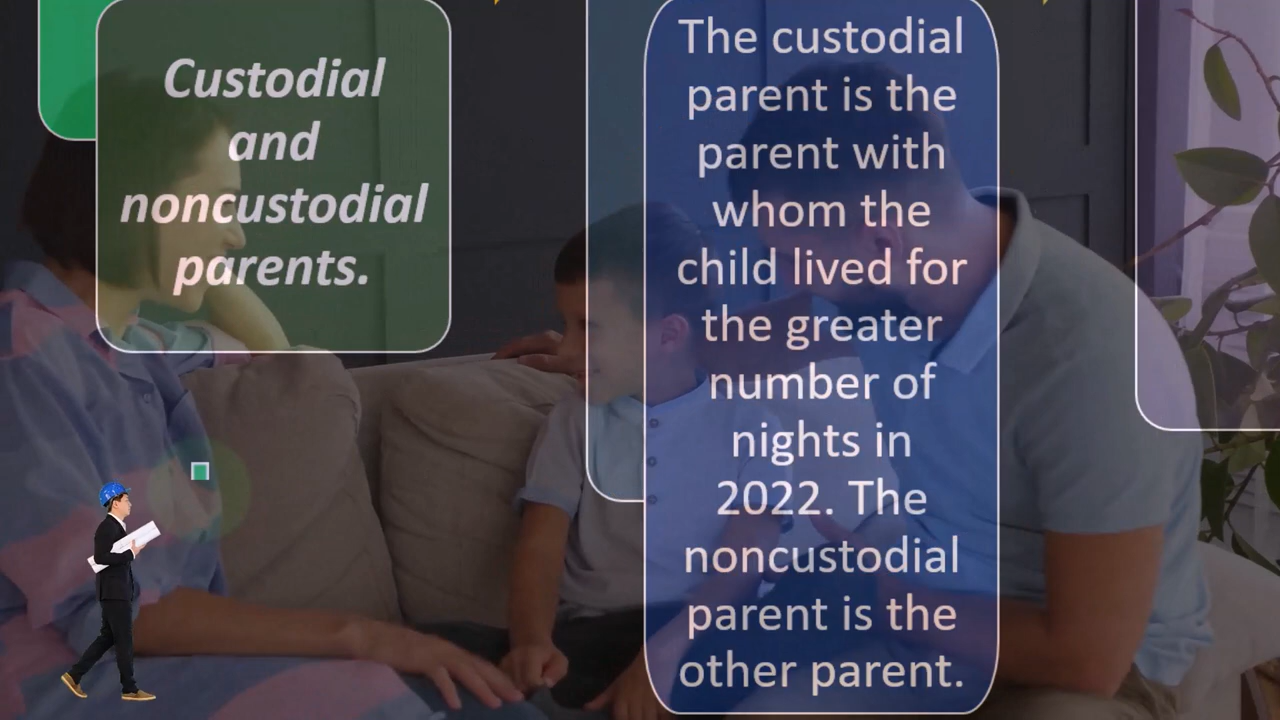 Custodial
and
noncustodial
parents.
The custodial
parent is the
parent with
whom the
child lived for
the greater
number of
nights in
2022. The
noncustodial
parent is the
other parent.